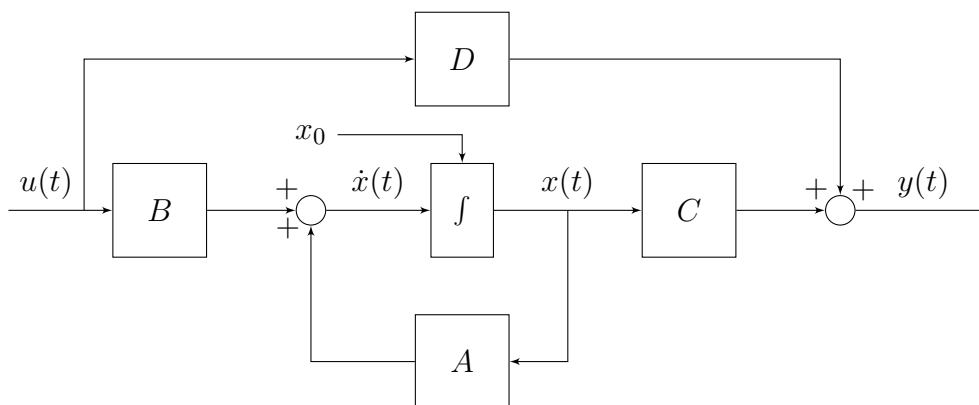 D
x₀
u(t) B + + ẋ(t) ∫ x(t) C + + y(t)
A